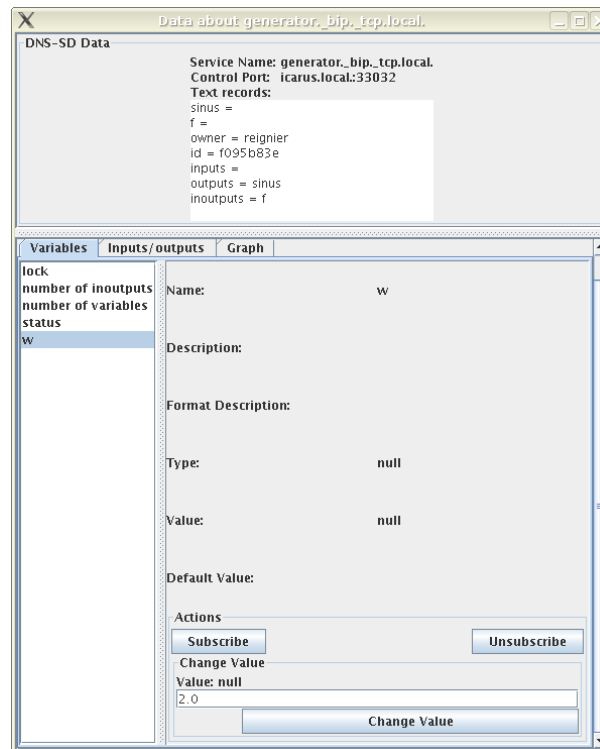 Data about generator._bip._tcp.local.
DNS-SD Data
Service Name: generator._bip._tcp.local.
Control Port: icarus.local.:33032
Text records:
sinus =
f =
owner = reignier
id = f095b83e
inputs =
outputs = sinus
inoutputs = f
Variables Inputs/outputs Graph
lock
number of inoutputs
number of variables
status
w
Name: w
Description:
Format Description:
Type: null
Value: null
Default Value:
Actions
Subscribe Unsubscribe
Change Value
Value: null
2.0
Change Value